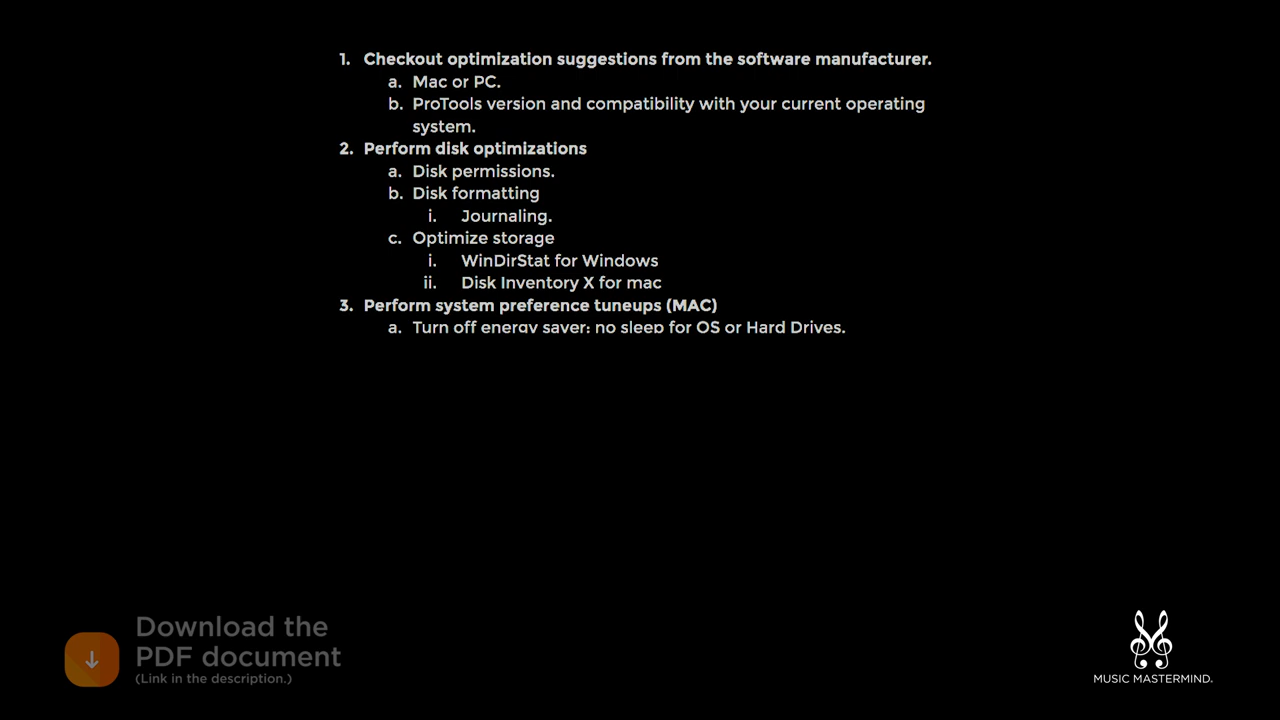 1. Checkout optimization suggestions from the software manufacturer.
a. Mac or PC.
b. ProTools version and compatibility with your current operating
system.
2. Perform disk optimizations
a. Disk permissions.
b. Disk formatting
i. Journaling.
c. Optimize storage
i. WinDirStat for Windows
ii. Disk Inventory X for mac
3. Perform system preference tuneups (MAC)
a. Turn off energy saver: no sleep for OS or Hard Drives.
Download the
PDF document
(Link in the description.)
MUSIC MASTERMIND.